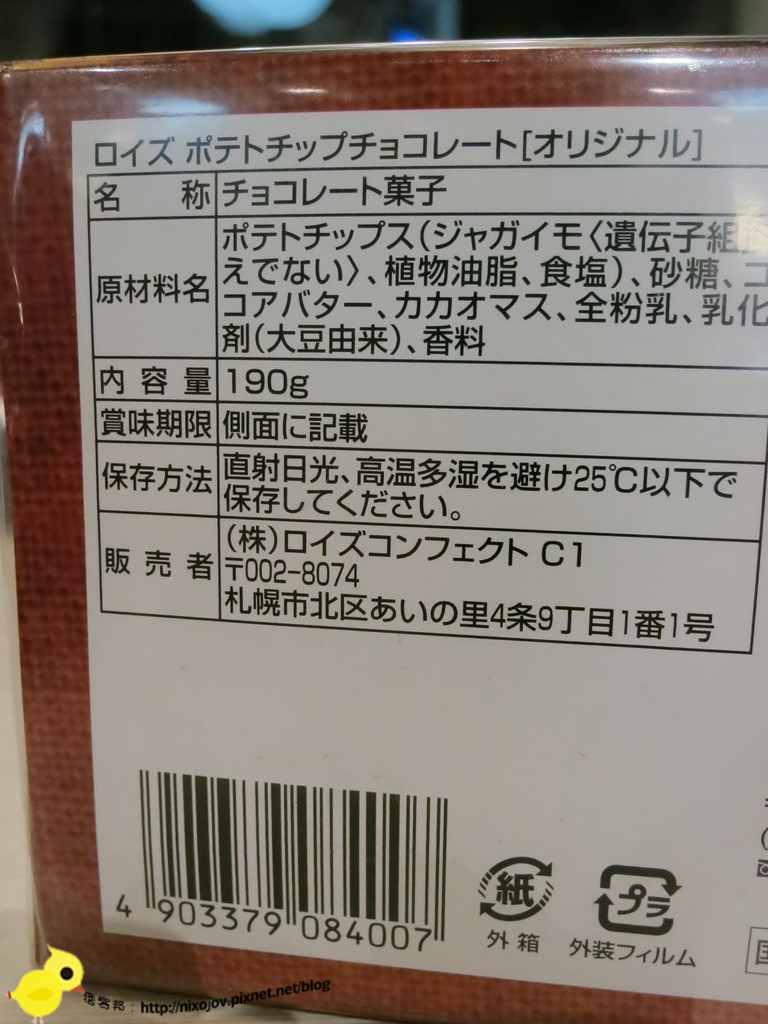 ロイズ ポテトチップチョコレート[オリジナル]
名称 チョコレート菓子
原材料名 ポテトチップス(ジャガイモ〈遺伝子組
えでない〉、植物油脂、食塩)、砂糖、コ
コアバター、カカオマス、全粉乳、乳化
剤(大豆由来)、香料
内容量 190g
賞味期限 側面に記載
保存方法 直射日光、高温多湿を避け25℃以下で
保存してください。
販売者 (株)ロイズコンフェクト C1
〒002-8074
札幌市北区あいの里4条9丁目1番1号
4 903379 084007
紙
外箱
プラ
外装フィルム
痞客邦：http://nixojov.pixnet.net/blog